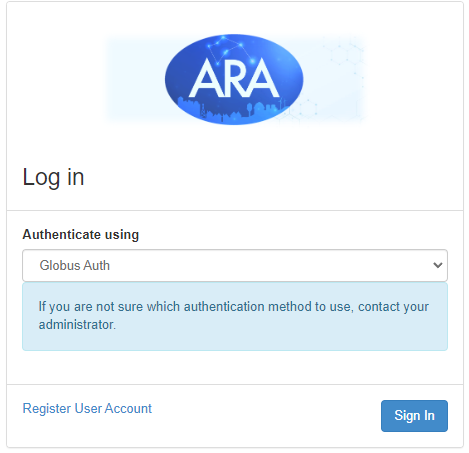 ARA
Log in
Authenticate using
Globus Auth
If you are not sure which authentication method to use, contact your
administrator.
Register User Account
Sign In